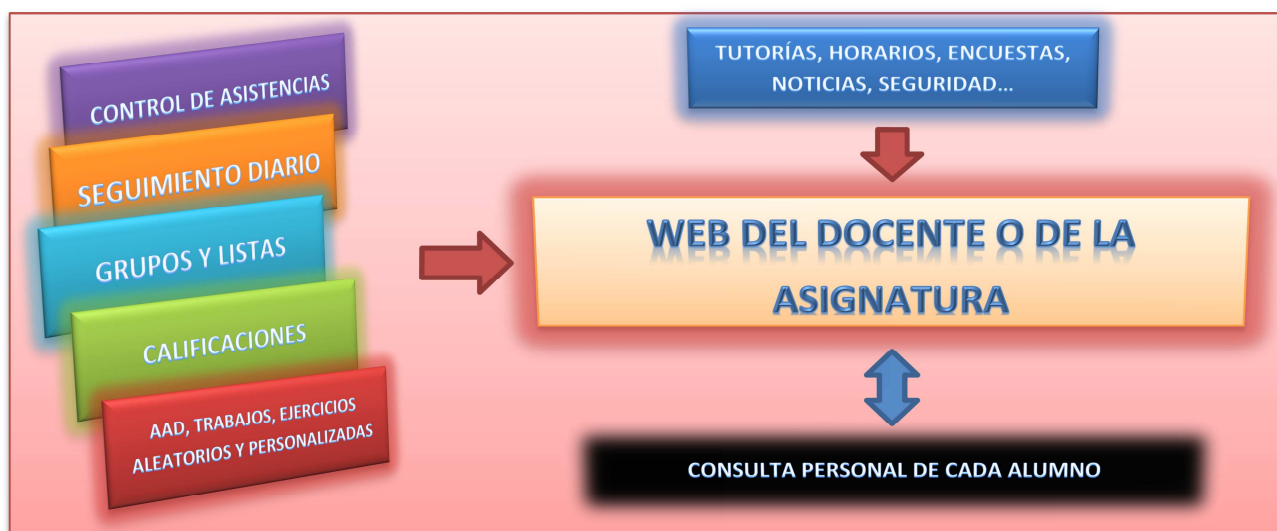 CONTROL DE ASISTENCIAS
SEGUIMIENTO DIARIO
GRUPOS Y LISTAS
CALIFICACIONES
AAD, TRABAJOS, EJERCICIOS
ALEATORIOS Y PERSONALIZADAS
TUTORÍAS, HORARIOS, ENCUESTAS,
NOTICIAS, SEGURIDAD...
WEB DEL DOCENTE O DE LA
ASIGNATURA
CONSULTA PERSONAL DE CADA ALUMNO